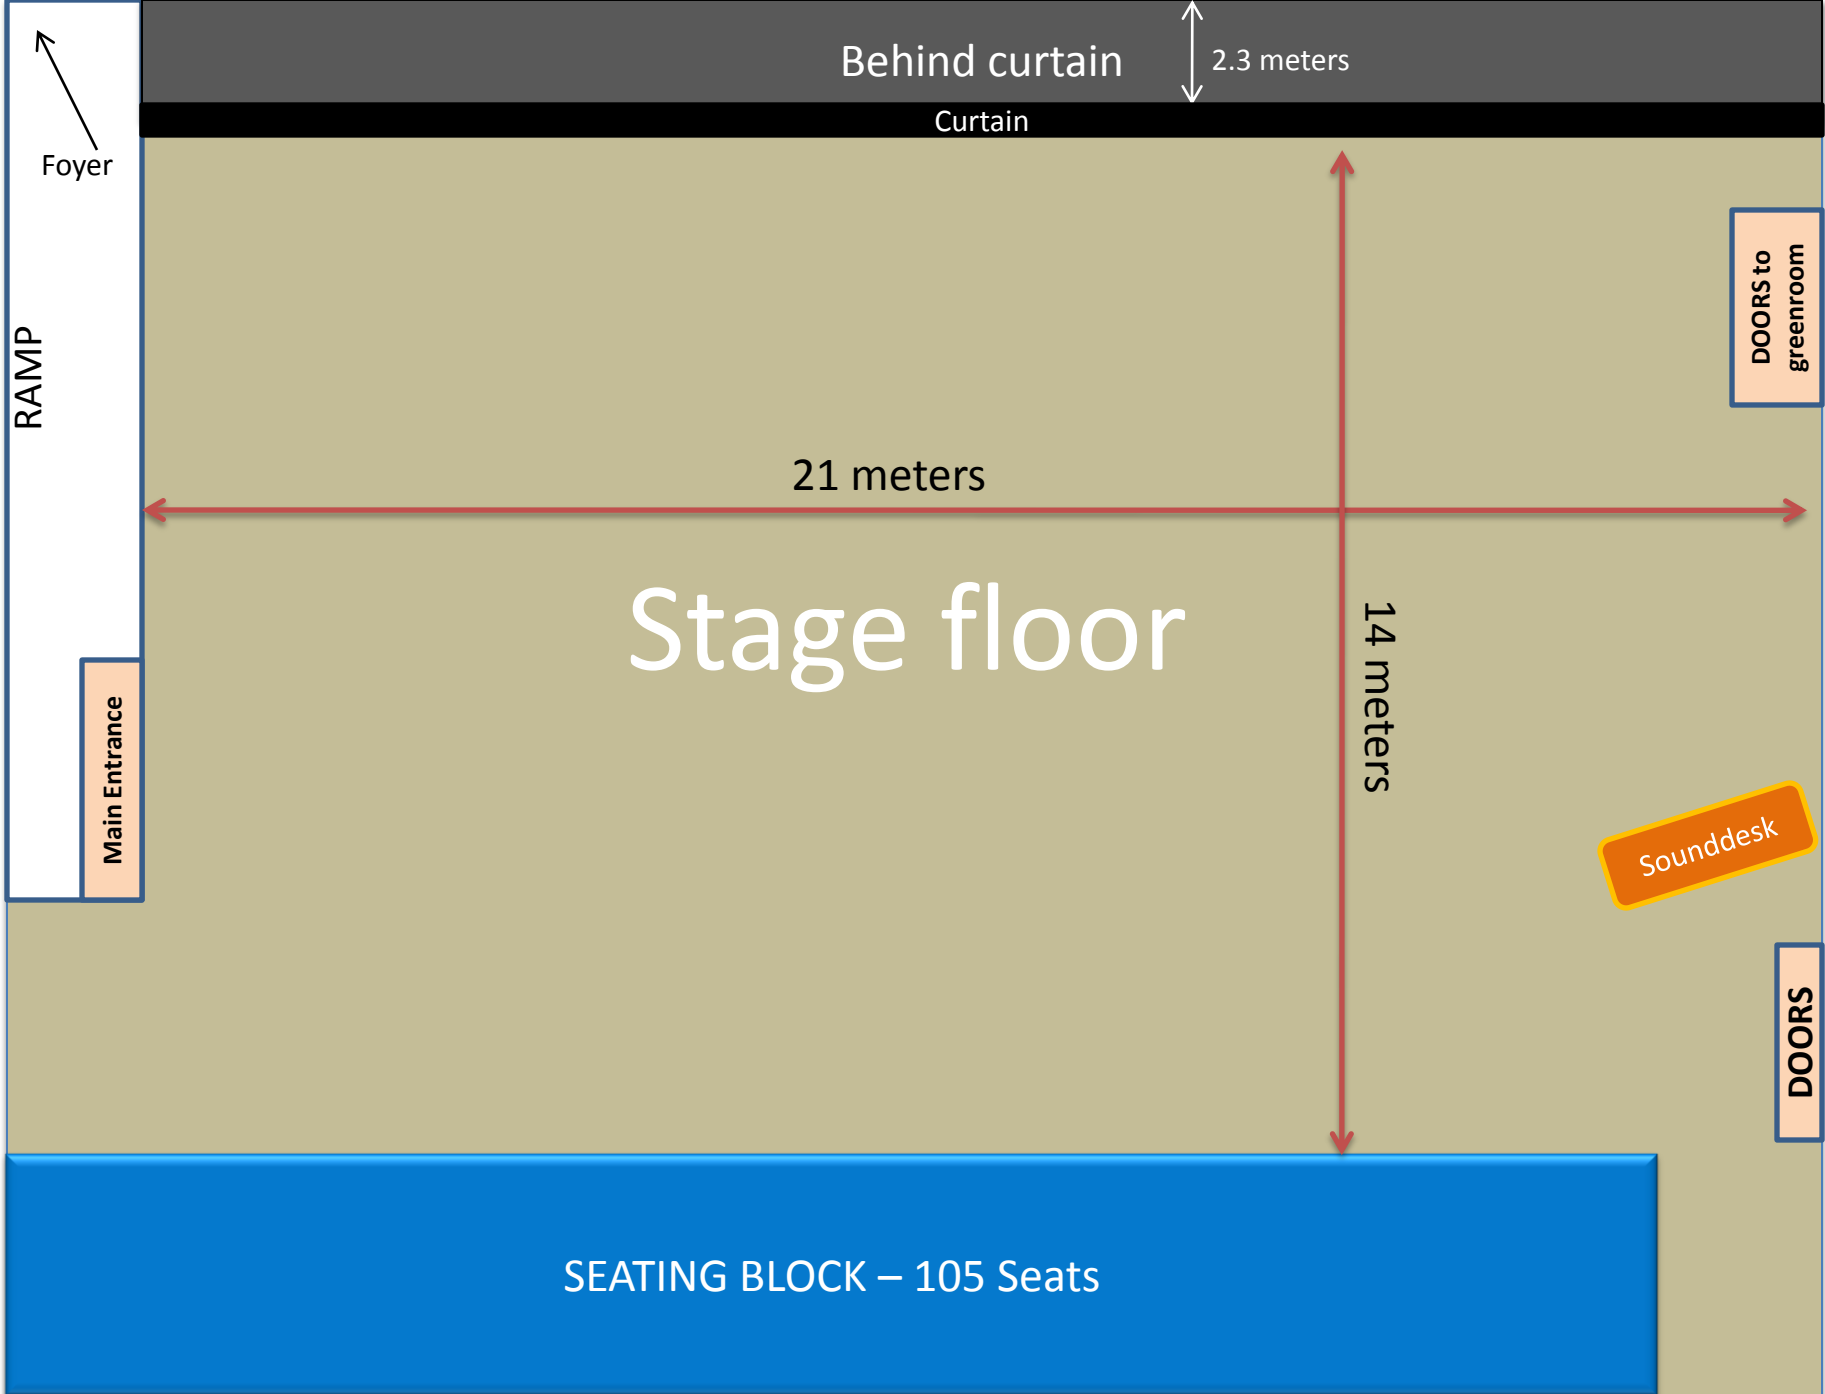 Behind curtain
2.3 meters
Curtain
Foyer
RAMP
DOORS to
greenroom
21 meters
Stage floor
14 meters
Main Entrance
Sounddesk
DOORS
SEATING BLOCK – 105 Seats